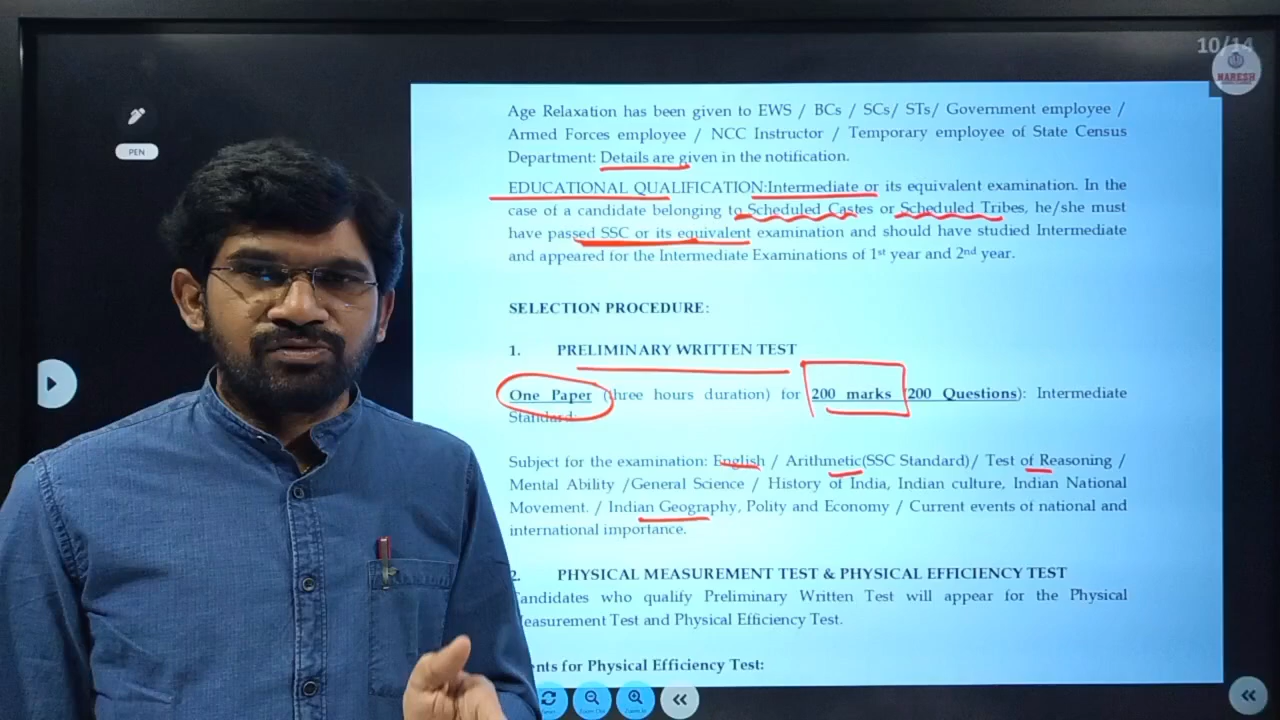 10/14
NARESH
PEN
Age Relaxation has been given to EWS / BCs / SCs/ STs/ Government employee /
Armed Forces employee / NCC Instructor / Temporary employee of State Census
Department: Details are given in the notification.
EDUCATIONAL QUALIFICATION:Intermediate or its equivalent examination. In the
case of a candidate belonging to Scheduled Castes or Scheduled Tribes, he/she must
have passed SSC or its equivalent examination and should have studied Intermediate
and appeared for the Intermediate Examinations of 1st year and 2nd year.
SELECTION PROCEDURE:
1. PRELIMINARY WRITTEN TEST
One Paper (three hours duration) for 200 marks (200 Questions): Intermediate
Standard:
Subject for the examination: English / Arithmetic(SSC Standard)/ Test of Reasoning /
Mental Ability /General Science / History of India, Indian culture, Indian National
Movement. / Indian Geography, Polity and Economy / Current events of national and
international importance.
2. PHYSICAL MEASUREMENT TEST & PHYSICAL EFFICIENCY TEST
Candidates who qualify Preliminary Written Test will appear for the Physical
Measurement Test and Physical Efficiency Test.
for Physical Efficiency Test:
Zoom Out Zoom In